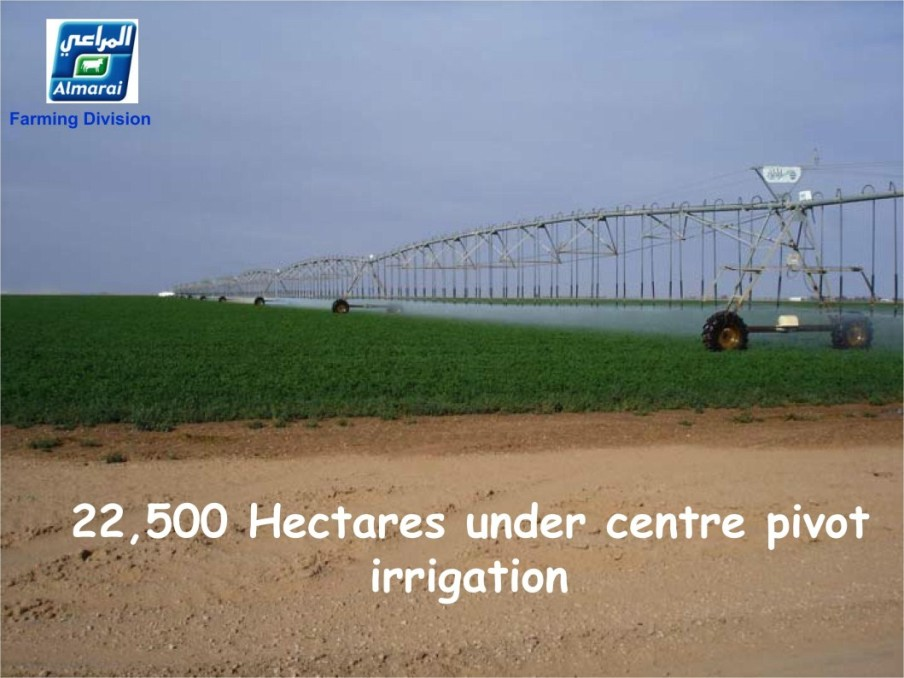 المراعي
Almarai
Farming Division
22,500 Hectares under centre pivot
irrigation